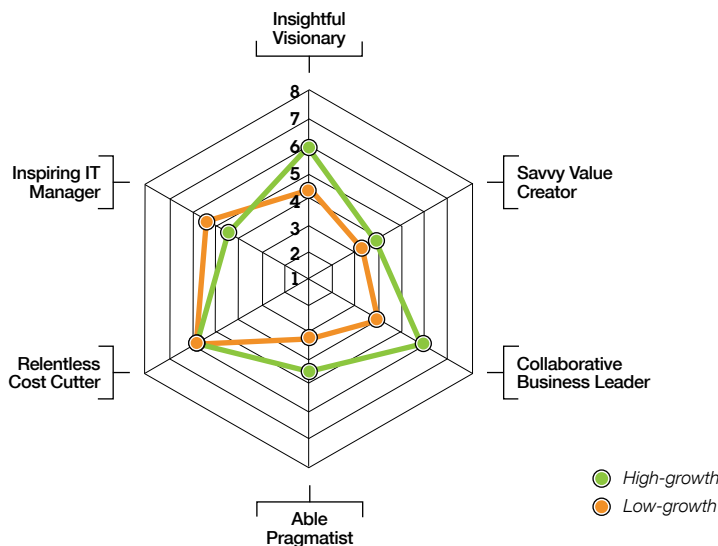 Insightful
Visionary
8
7
6
5
4
3
2
1
Inspiring IT
Manager
Savvy Value
Creator
Relentless
Cost Cutter
Collaborative
Business Leader
Able
Pragmatist
High-growth
Low-growth